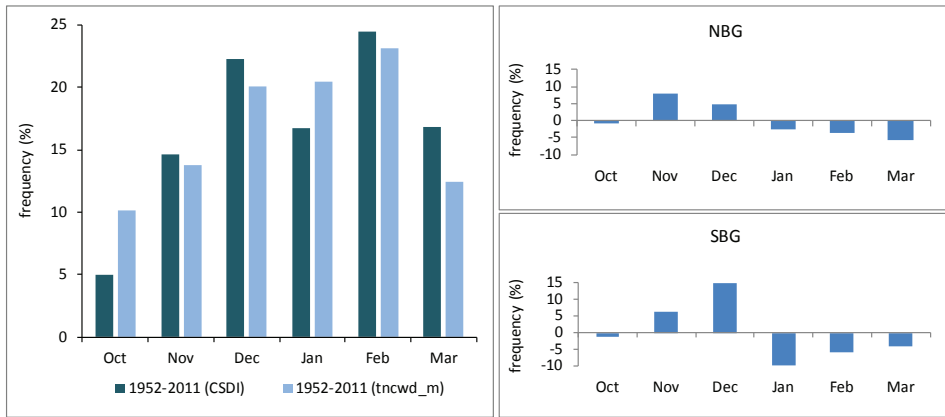 25
20
15
10
5
0
frequency (%)
Oct Nov Dec Jan Feb Mar
1952-2011 (CSDI) 1952-2011 (tncwd_m)
NBG
15
10
5
0
-5
-10
frequency (%)
Oct Nov Dec Jan Feb Mar
SBG
15
10
5
0
-5
-10
frequency (%)
Oct Nov Dec Jan Feb Mar